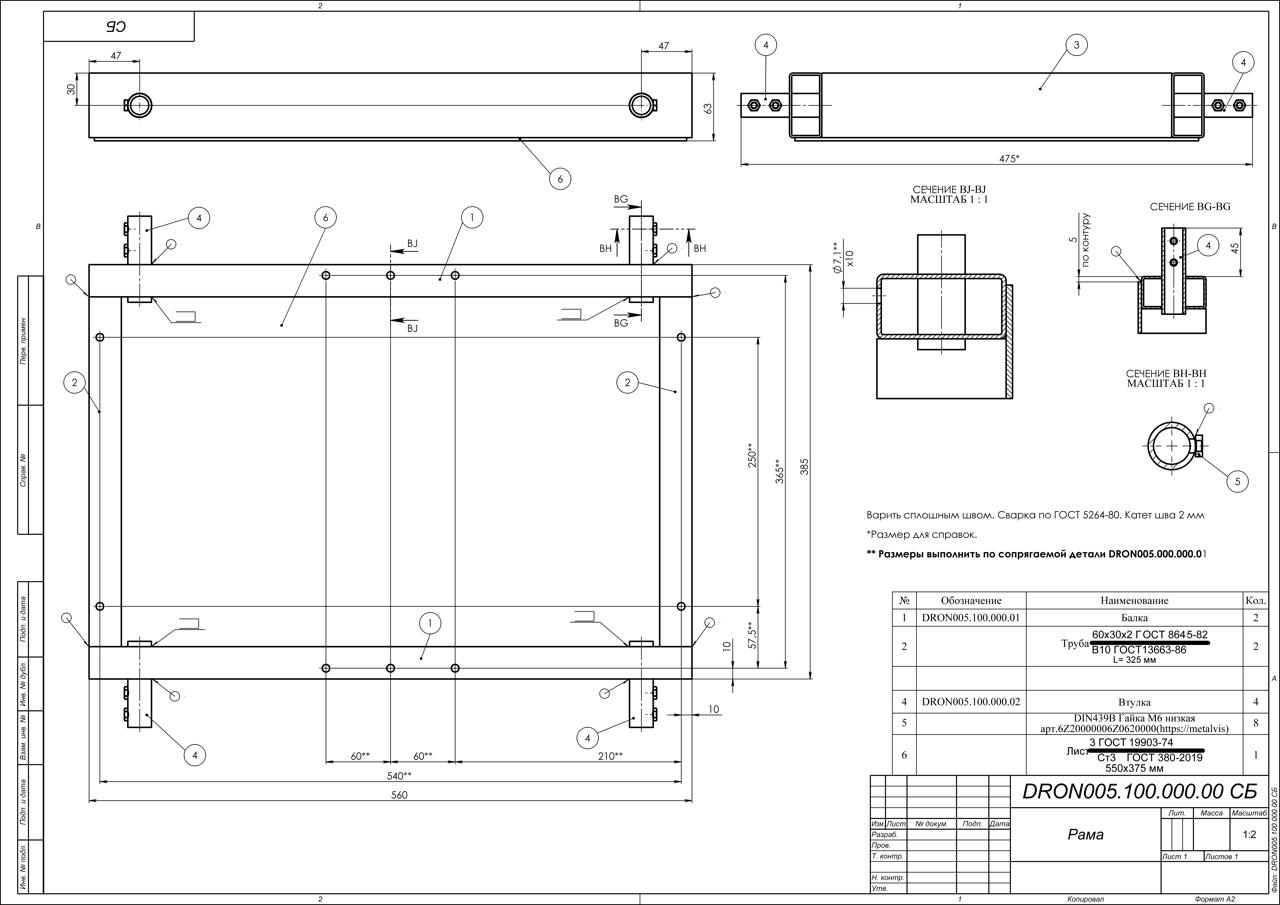 2
1
СБ
47
47
30
63
6
4
3
4
475*
СЕЧЕНИЕ BJ-BJ
МАСШТАБ 1 : 1
СЕЧЕНИЕ BG-BG
B
B
4
6
1
BG
BJ
BH
BH
BJ
BG
⌀7,1**
x10
5
по контуру
4
45
2
2
250**
365**
385
СЕЧЕНИЕ BH-BH
МАСШТАБ 1 : 1
5
Варить сплошным швом. Сварка по ГОСТ 5264-80. Катет шва 2 мм
*Размер для справок.
** Размеры выполнить по сопрягаемой детали DRON005.000.000.01
1
10
57,5**
10
4
4
60**
60**
210**
540**
560
№ Обозначение Наименование Кол.
1 DRON005.100.000.01 Балка 2
2 Труба 60x30x2 ГОСТ 8645-82 2
В10 ГОСТ13663-86
L= 325 мм
4 DRON005.100.000.02 Втулка 4
5 DIN439B Гайка М6 низкая 8
арт.6Z20000006Z0620000(https://metalvis)
6 Лист 3 ГОСТ 19903-74 1
Ст3 ГОСТ 380-2019
550x375 мм
A
DRON005.100.000.00 СБ
Рама
Лит. Масса Масштаб
1:2
Лист 1 Листов 1
Изм. Лист № докум. Подп. Дата
Разраб.
Пров.
Т. контр.
Н. контр.
Утв.
Перв. примен.
Справ. №
Подп. и дата
Инв. № дубл.
Взам. инв. №
Подп. и дата
Инв. № подл.
Файл: DRON005.100.000.00 СБ
2
1
Копировал
Формат А2